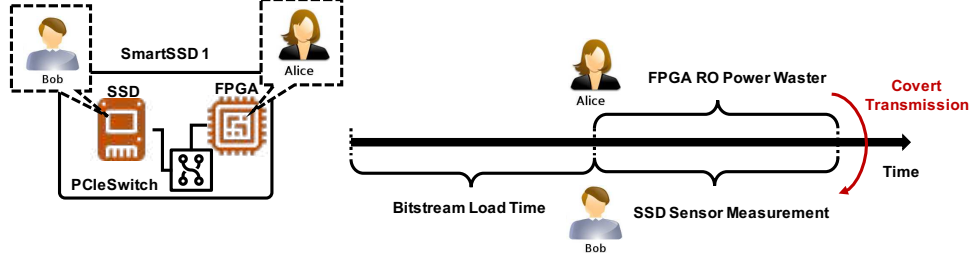 SmartSSD 1
Bob
Alice
SSD
FPGA
PCIeSwitch
Alice
FPGA RO Power Waster
Covert
Transmission
Time
Bitstream Load Time
SSD Sensor Measurement
Bob